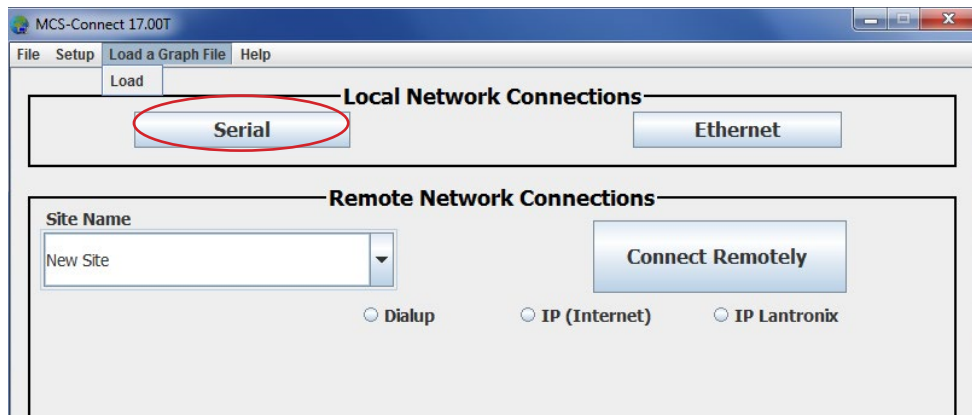 MCS-Connect 17.00T
X
File Setup Load a Graph File Help
Load
Local Network Connections
Serial Ethernet
Remote Network Connections
Site Name
New Site
Connect Remotely
Dialup IP (Internet) IP Lantronix